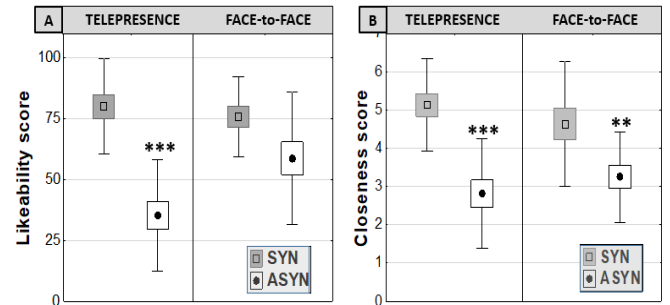 A TELEPRESENCE FACE-to-FACE
Likeability score
100
75
50
25
0
***
SYN
ASYN
B TELEPRESENCE FACE-to-FACE
Closeness score
6
5
4
3
2
1
0
***
**
SYN
ASYN